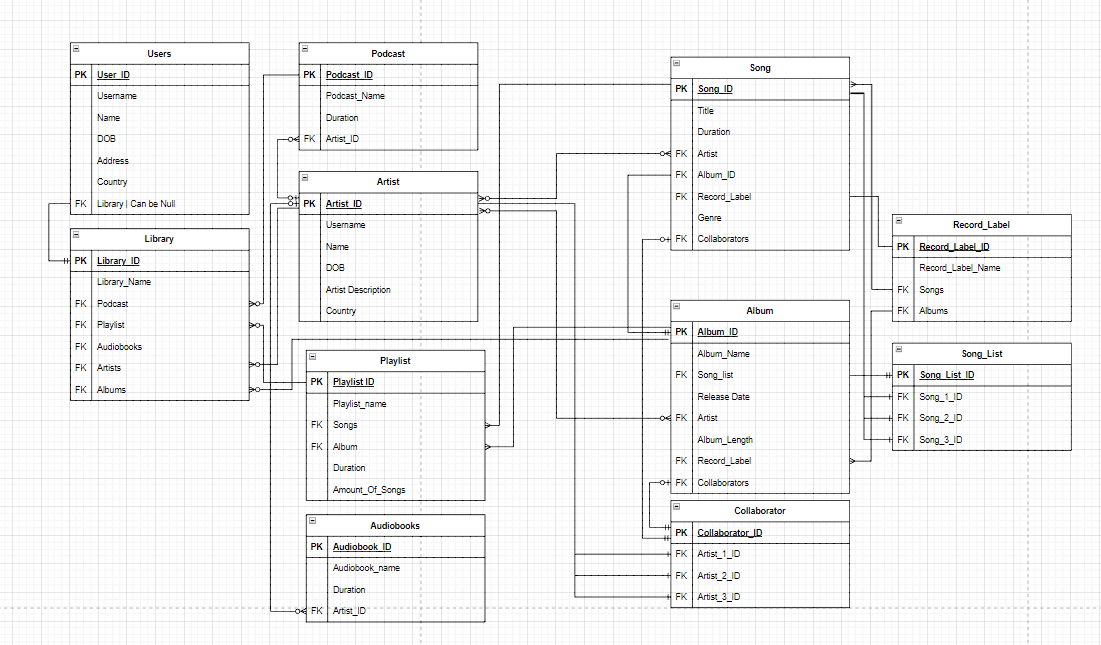 Users
PK User_ID
Username
Name
DOB
Address
Country
FK Library | Can be Null
Library
PK Library_ID
Library_Name
FK Podcast
FK Playlist
FK Audiobooks
FK Artists
FK Albums
Podcast
PK Podcast_ID
Podcast_Name
Duration
FK Artist_ID
Artist
PK Artist_ID
Username
Name
DOB
Artist Description
Country
Playlist
PK Playlist ID
Playlist_name
FK Songs
FK Album
Duration
Amount_Of_Songs
Audiobooks
PK Audiobook_ID
Audiobook_name
Duration
FK Artist_ID
Song
PK Song_ID
Title
Duration
FK Artist
FK Album_ID
FK Record_Label
Genre
FK Collaborators
Album
PK Album_ID
Album_Name
FK Song_list
Release Date
FK Artist
Album_Length
FK Record_Label
FK Collaborators
Collaborator
PK Collaborator_ID
FK Artist_1_ID
FK Artist_2_ID
FK Artist_3_ID
Record_Label
PK Record_Label_ID
Record_Label_Name
FK Songs
FK Albums
Song_List
PK Song_List_ID
FK Song_1_ID
FK Song_2_ID
FK Song_3_ID